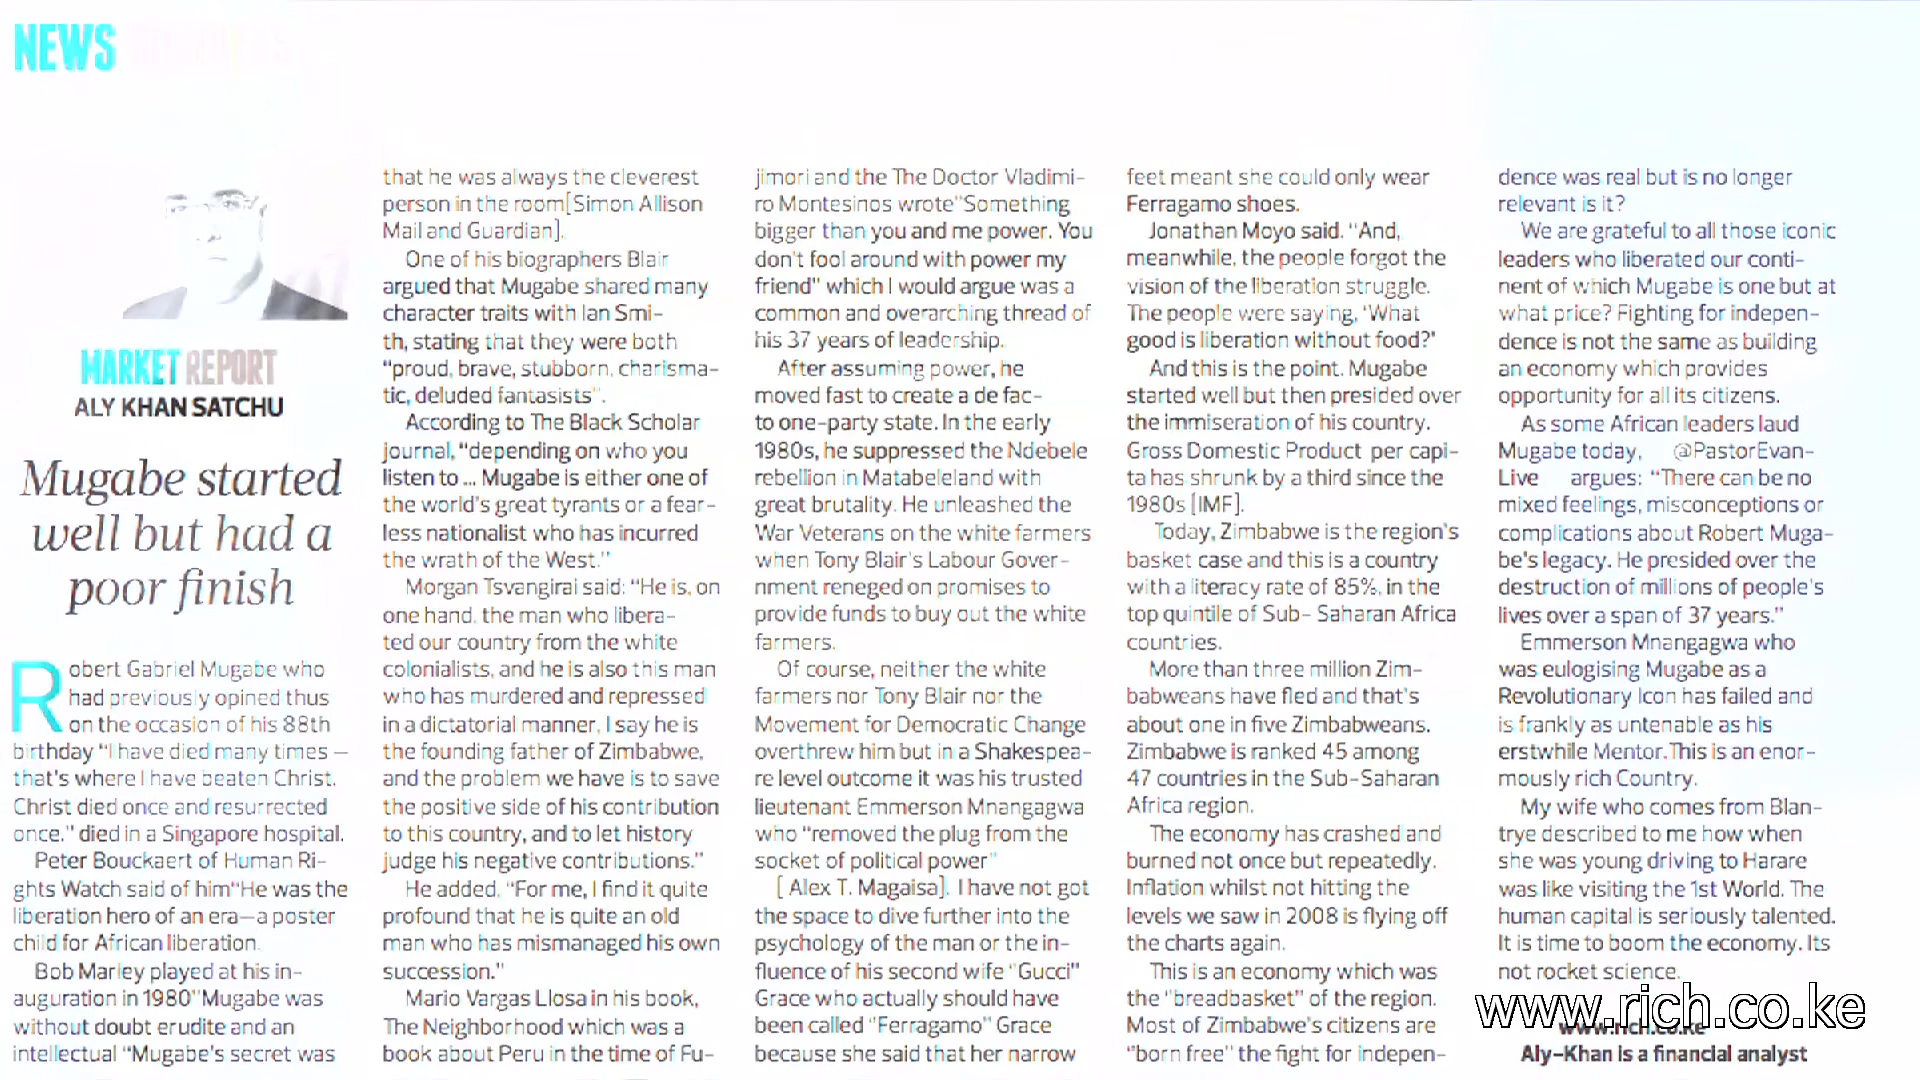 NEWS
MARKET REPORT
ALY KHAN SATCHU
Mugabe started
well but had a
poor finish
Robert Gabriel Mugabe who
had previously opined thus
on the occasion of his 88th
birthday “I have died many times –
that's where I have beaten Christ.
Christ died once and resurrected
once.” died in a Singapore hospital.
Peter Bouckaert of Human Ri-
ghts Watch said of him“He was the
liberation hero of an era—a poster
child for African liberation.
Bob Marley played at his in-
auguration in 1980“Mugabe was
without doubt erudite and an
intellectual “Mugabe's secret was
that he was always the cleverest
person in the room[Simon Allison
Mail and Guardian].
One of his biographers Blair
argued that Mugabe shared many
character traits with Ian Smi-
th, stating that they were both
“proud, brave, stubborn, charisma-
tic, deluded fantasists”.
According to The Black Scholar
journal, “depending on who you
listen to ... Mugabe is either one of
the world's great tyrants or a fear-
less nationalist who has incurred
the wrath of the West.”
Morgan Tsvangirai said: “He is, on
one hand, the man who libera-
ted our country from the white
colonialists, and he is also this man
who has murdered and repressed
in a dictatorial manner, I say he is
the founding father of Zimbabwe,
and the problem we have is to save
the positive side of his contribution
to this country, and to let history
judge his negative contributions.”
He added, “For me, I find it quite
profound that he is quite an old
man who has mismanaged his own
succession.”
Mario Vargas Llosa in his book,
The Neighborhood which was a
book about Peru in the time of Fu-
jimori and the The Doctor Vladimi-
ro Montesinos wrote“Something
bigger than you and me power. You
don't fool around with power my
friend” which I would argue was a
common and overarching thread of
his 37 years of leadership.
After assuming power, he
moved fast to create a de fac-
to one-party state. In the early
1980s, he suppressed the Ndebele
rebellion in Matabeleland with
great brutality. He unleashed the
War Veterans on the white farmers
when Tony Blair's Labour Gover-
nment reneged on promises to
provide funds to buy out the white
farmers.
Of course, neither the white
farmers nor Tony Blair nor the
Movement for Democratic Change
overthrew him but in a Shakespea-
re level outcome it was his trusted
lieutenant Emmerson Mnangagwa
who “removed the plug from the
socket of political power”
[ Alex T. Magaisa]. I have not got
the space to dive further into the
psychology of the man or the in-
fluence of his second wife “Gucci”
Grace who actually should have
been called “Ferragamo” Grace
because she said that her narrow
feet meant she could only wear
Ferragamo shoes.
Jonathan Moyo said. “And,
meanwhile, the people forgot the
vision of the liberation struggle.
The people were saying, ‘What
good is liberation without food?’
And this is the point. Mugabe
started well but then presided over
the immiseration of his country.
Gross Domestic Product per capi-
ta has shrunk by a third since the
1980s [IMF].
Today, Zimbabwe is the region's
basket case and this is a country
with a literacy rate of 85%, in the
top quintile of Sub- Saharan Africa
countries.
More than three million Zim-
babweans have fled and that's
about one in five Zimbabweans.
Zimbabwe is ranked 45 among
47 countries in the Sub-Saharan
Africa region.
The economy has crashed and
burned not once but repeatedly.
Inflation whilst not hitting the
levels we saw in 2008 is flying off
the charts again.
This is an economy which was
the “breadbasket” of the region.
Most of Zimbabwe's citizens are
“born free” the fight for indepen-
dence was real but is no longer
relevant is it?
We are grateful to all those iconic
leaders who liberated our conti-
nent of which Mugabe is one but at
what price? Fighting for indepen-
dence is not the same as building
an economy which provides
opportunity for all its citizens.
As some African leaders laud
Mugabe today, @PastorEvan-
Live argues: “There can be no
mixed feelings, misconceptions or
complications about Robert Muga-
be's legacy. He presided over the
destruction of millions of people's
lives over a span of 37 years.”
Emmerson Mnangagwa who
was eulogising Mugabe as a
Revolutionary Icon has failed and
is frankly as untenable as his
erstwhile Mentor.This is an enor-
mously rich Country.
My wife who comes from Blan-
trye described to me how when
she was young driving to Harare
was like visiting the 1st World. The
human capital is seriously talented.
It is time to boom the economy. Its
not rocket science.
www.rich.co.ke
www.rich.co.ke
Aly-Khan is a financial analyst